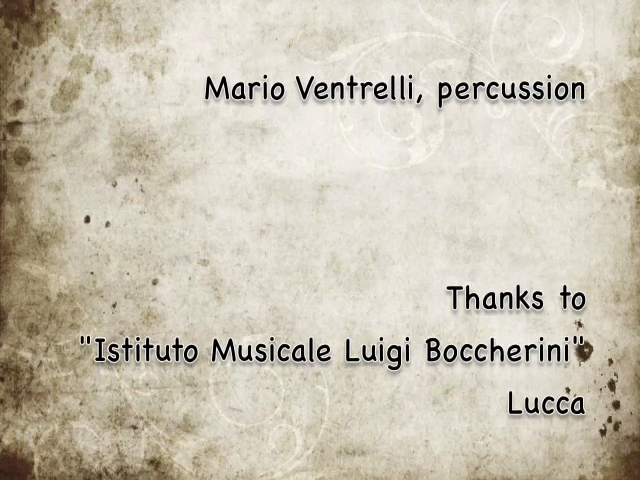 Mario Ventrelli, percussion
Thanks to
"Istituto Musicale Luigi Boccherini"
Lucca